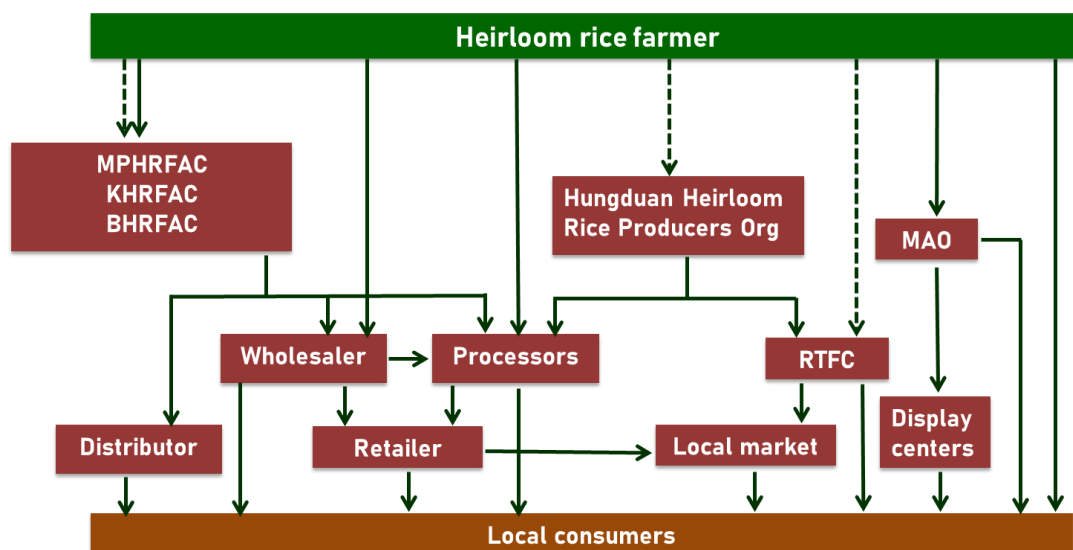 Heirloom rice farmer
MPHRFAC
KHRFAC
BHRFAC
Hungduan Heirloom
Rice Producers Org
MAO
Wholesaler
Processors
RTFC
Distributor
Retailer
Local market
Display
centers
Local consumers